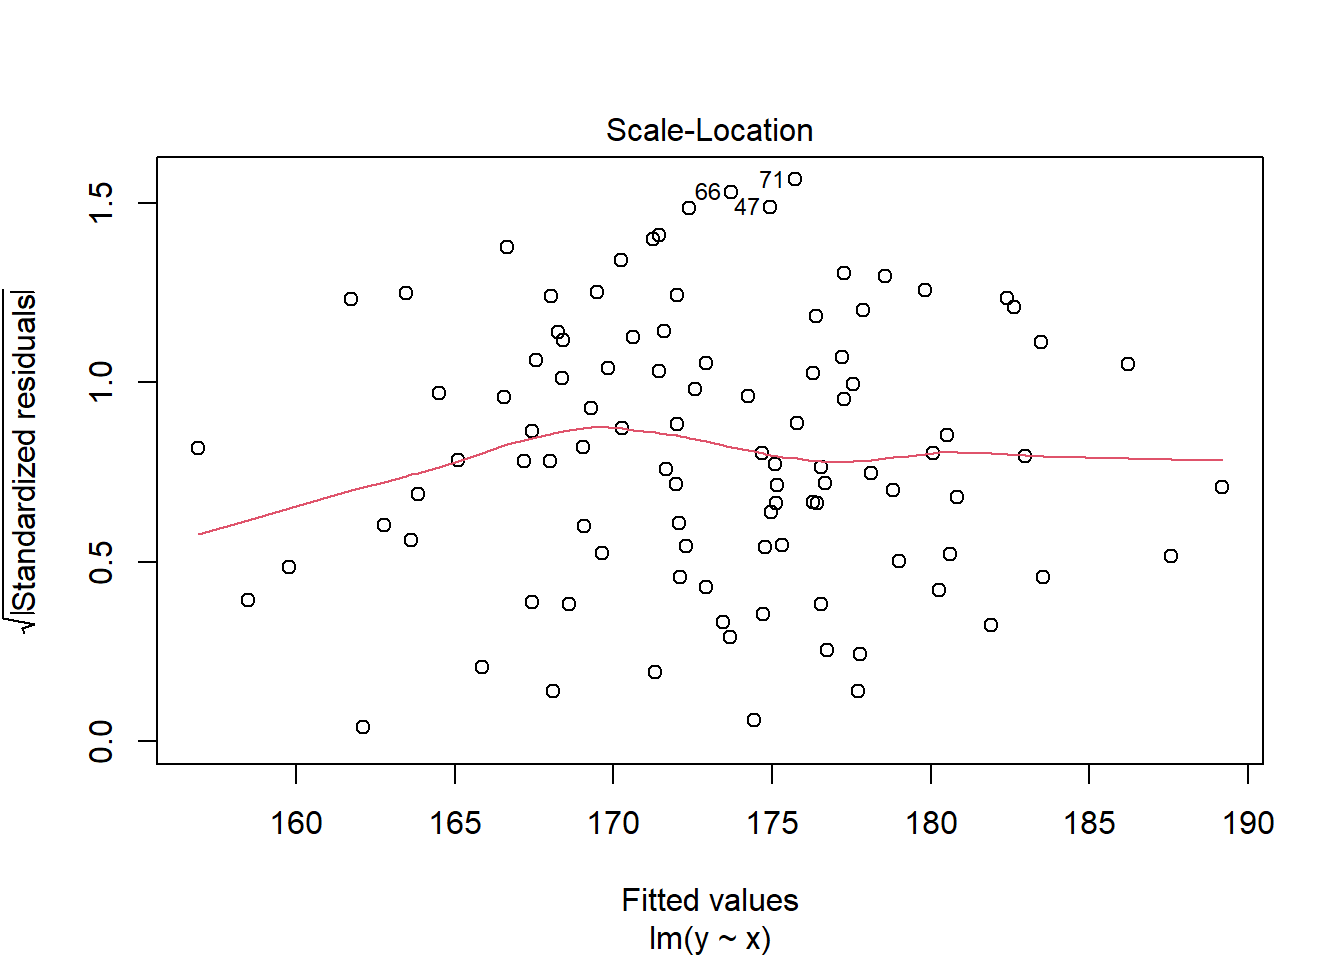 Scale-Location
√|Standardized residuals|
1.5
1.0
0.5
0.0
71
66
47
160 165 170 175 180 185 190
Fitted values
lm(y ~ x)